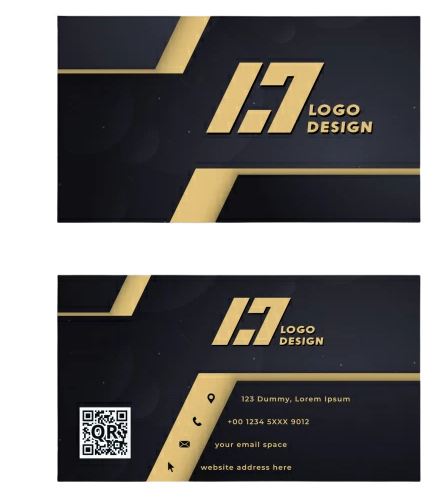 LOGO
DESIGN
LOGO
DESIGN
123 Dummy, Lorem Ipsum
+00 1234 5XXX 9012
QR
your email space
website address here